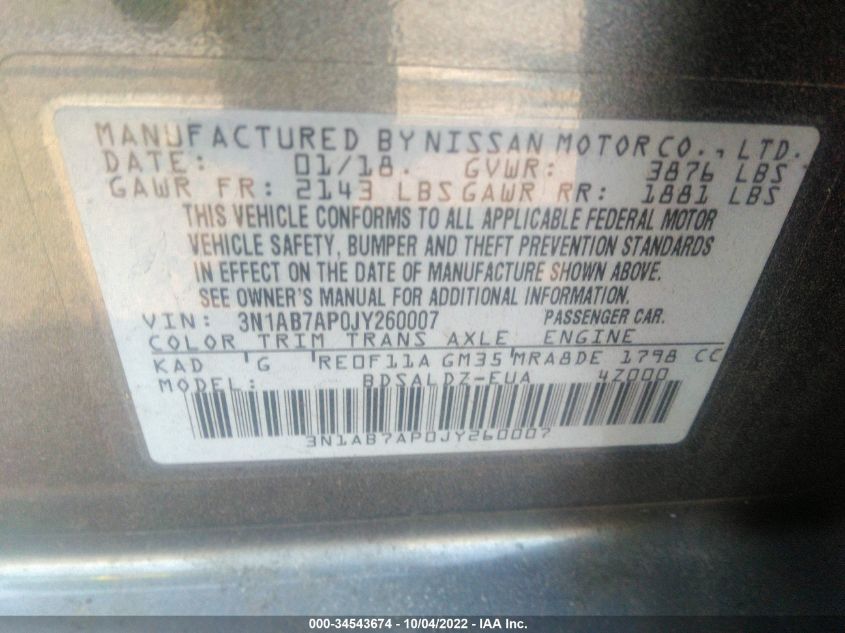 MANUFACTURED BY NISSAN MOTOR CO., LTD.
DATE: 01/18. GVWR: 3876 LBS
GAWR FR: 2143 LBS GAWR RR: 1881 LBS
THIS VEHICLE CONFORMS TO ALL APPLICABLE FEDERAL MOTOR
VEHICLE SAFETY, BUMPER AND THEFT PREVENTION STANDARDS
IN EFFECT ON THE DATE OF MANUFACTURE SHOWN ABOVE.
SEE OWNER'S MANUAL FOR ADDITIONAL INFORMATION.
VIN: 3N1AB7AP0JY260007 PASSENGER CAR.
COLOR TRIM TRANS AXLE ENGINE
KAD G RE0F11A GM35 MRA8DE 1798 CC
MODEL: BDSALDZ-EUA 4Z000
3N1AB7AP0JY260007
000-34543674 - 10/04/2022 - IAA Inc.